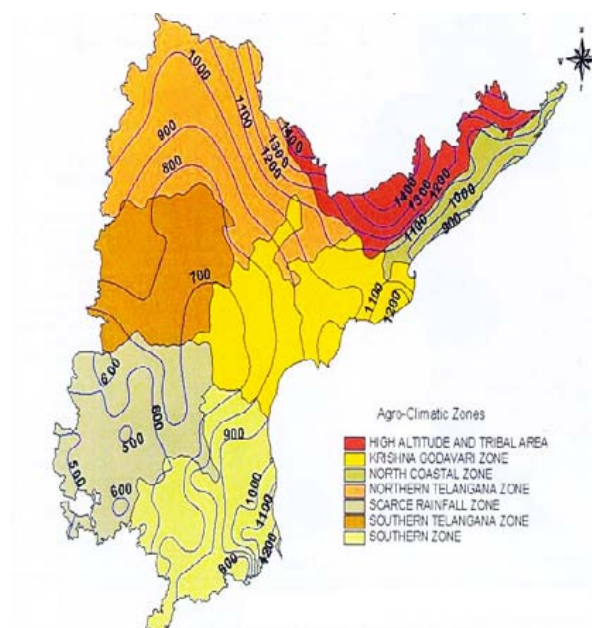 N
1000
1100
1400
900
1300
1200
800
1400
1300
1200
1000
1100
900
700
1100
1200
600
600
500
500
600
900
1000
1100
600
1200
Agro-Climatic Zones
HIGH ALTITUDE AND TRIBAL AREA
KRISHNA GODAVARI ZONE
NORTH COASTAL ZONE
NORTHERN TELANGANA ZONE
SCARCE RAINFALL ZONE
SOUTHERN TELANGANA ZONE
SOUTHERN ZONE